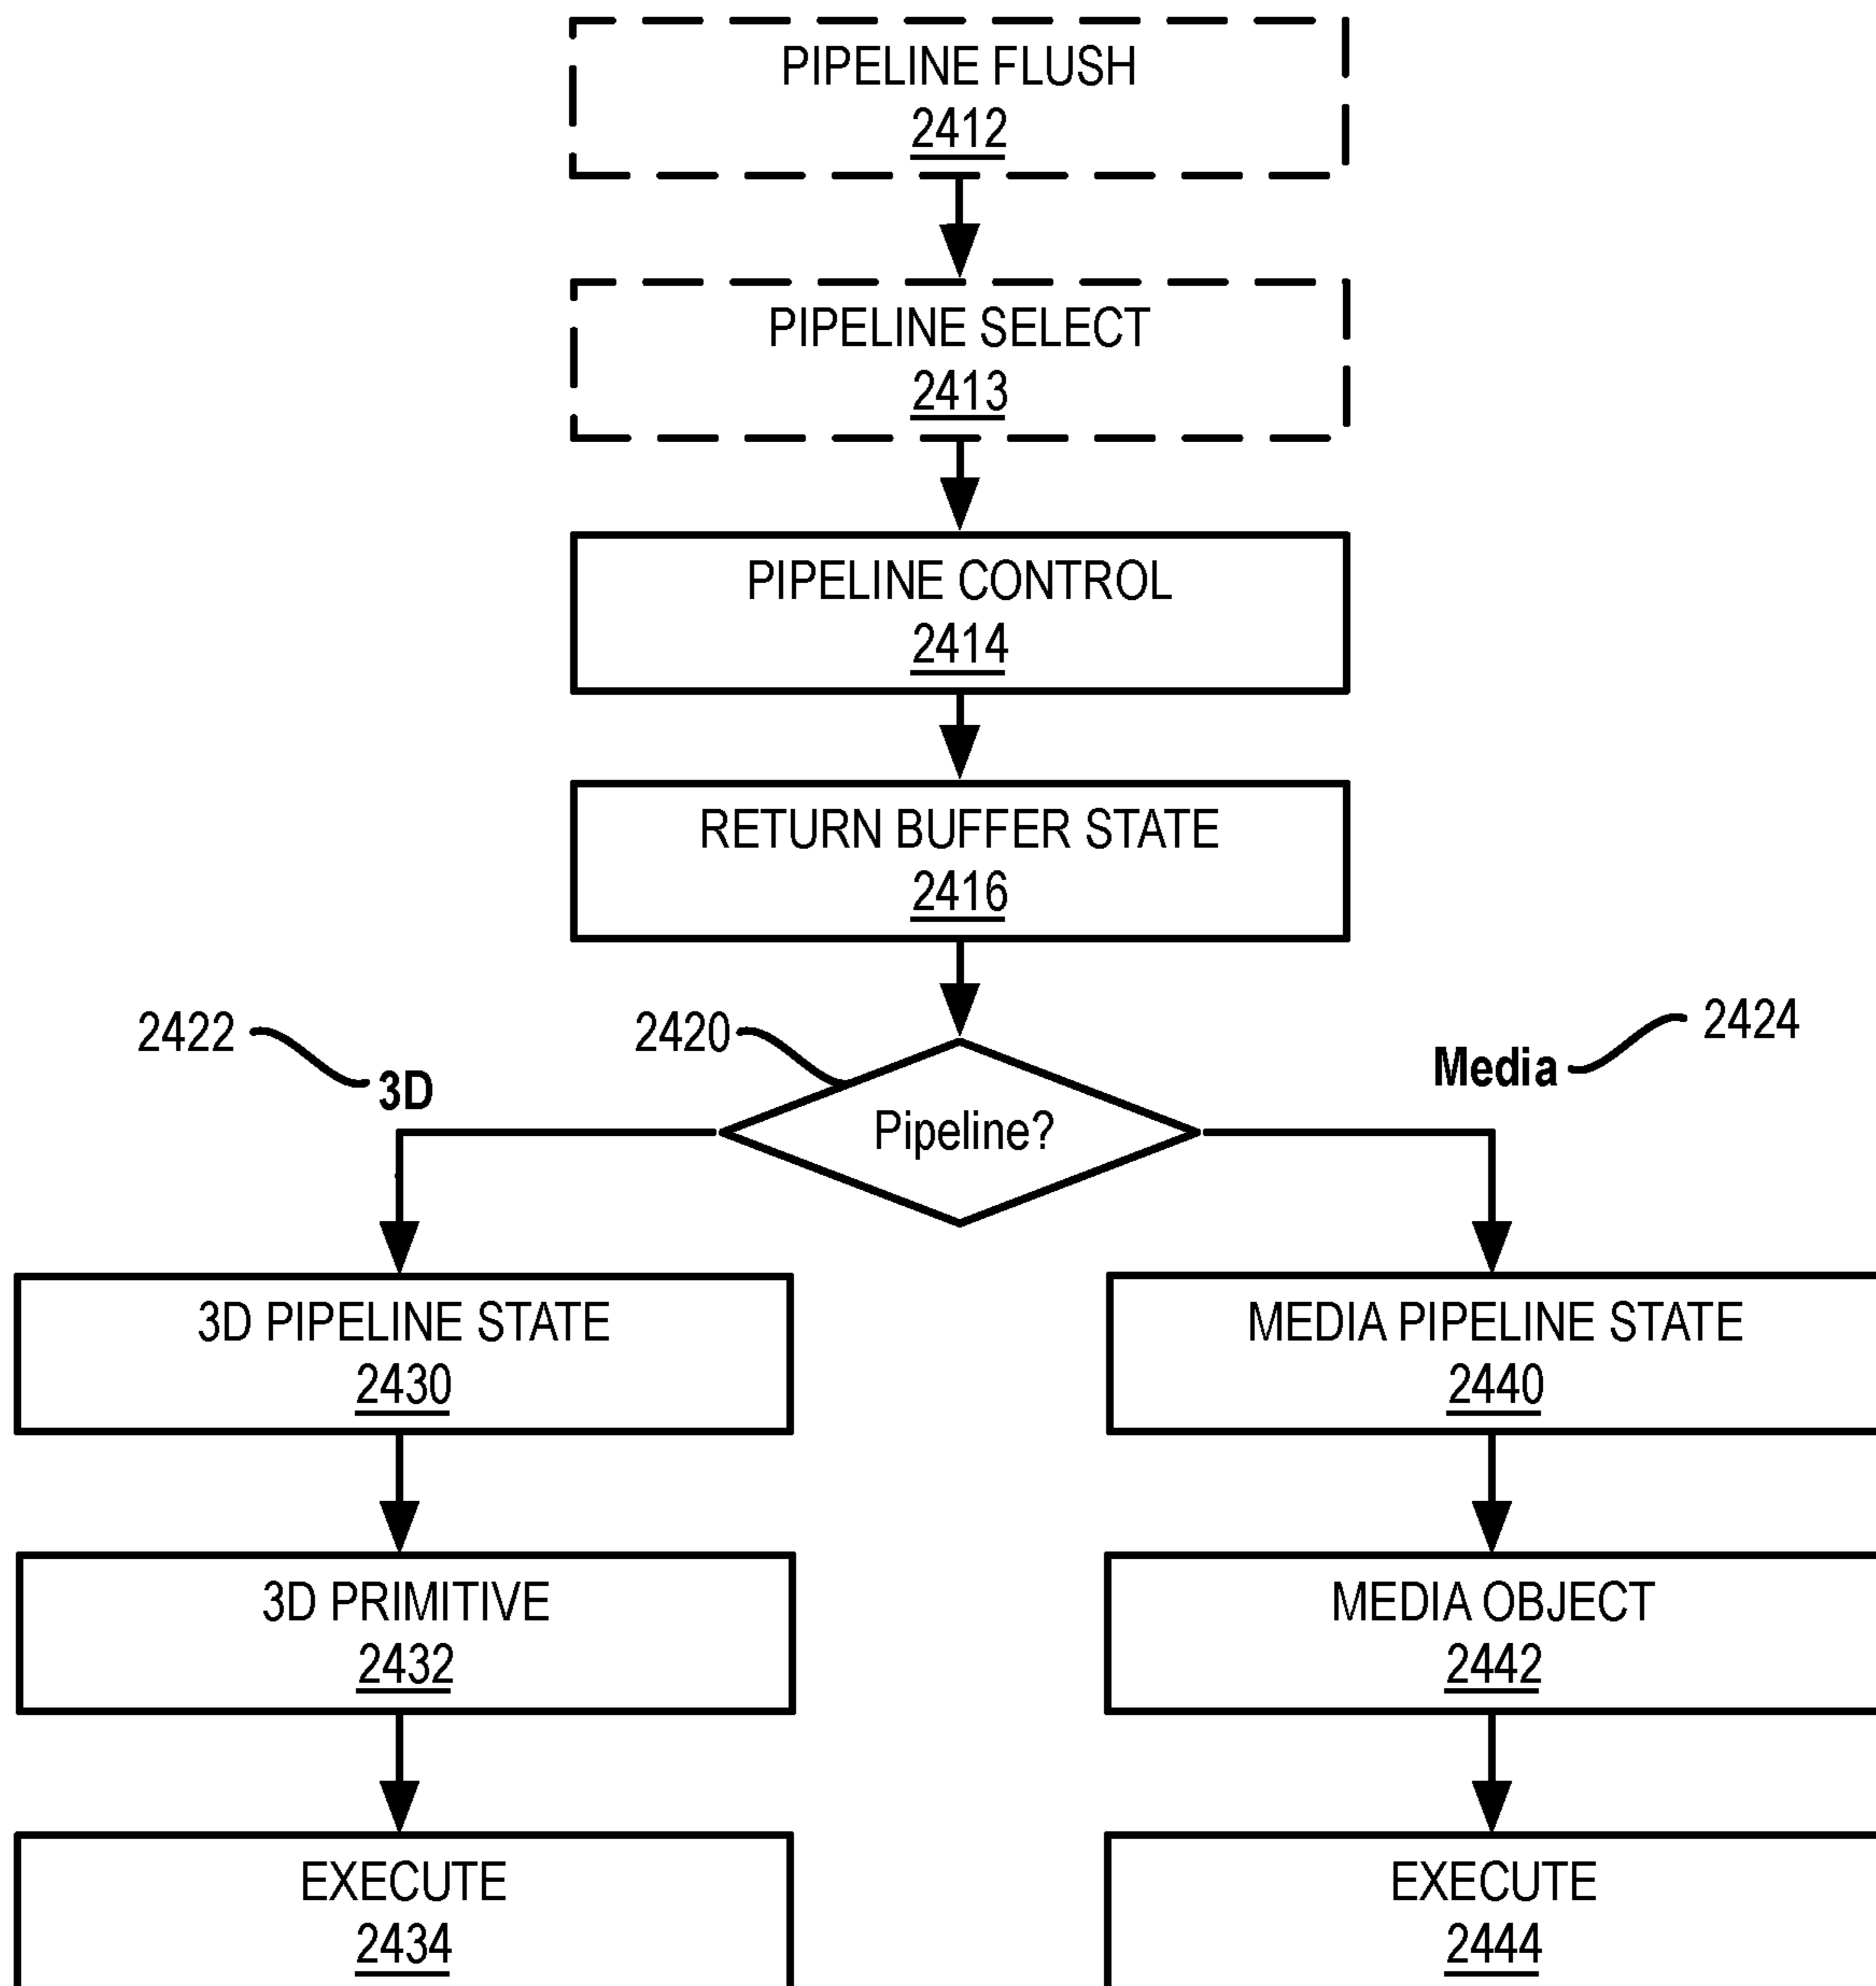 PIPELINE FLUSH
2412
PIPELINE SELECT
2413
PIPELINE CONTROL
2414
RETURN BUFFER STATE
2416
2422
2420
2424
3D
Media
Pipeline?
3D PIPELINE STATE
2430
MEDIA PIPELINE STATE
2440
3D PRIMITIVE
2432
MEDIA OBJECT
2442
EXECUTE
2434
EXECUTE
2444